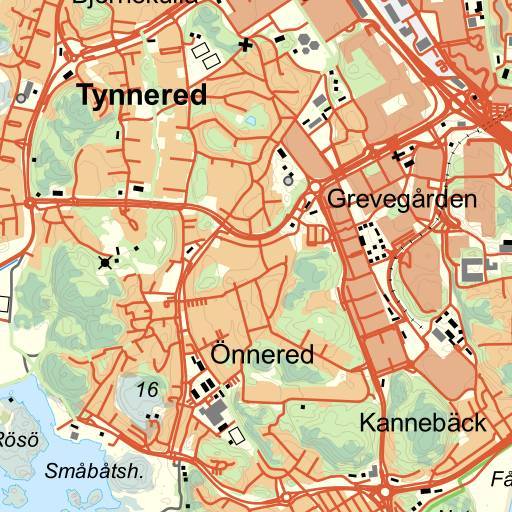 Tynnered
Grevegården
Önnered
16
Kannebäck
Rösö
Småbåtsh.